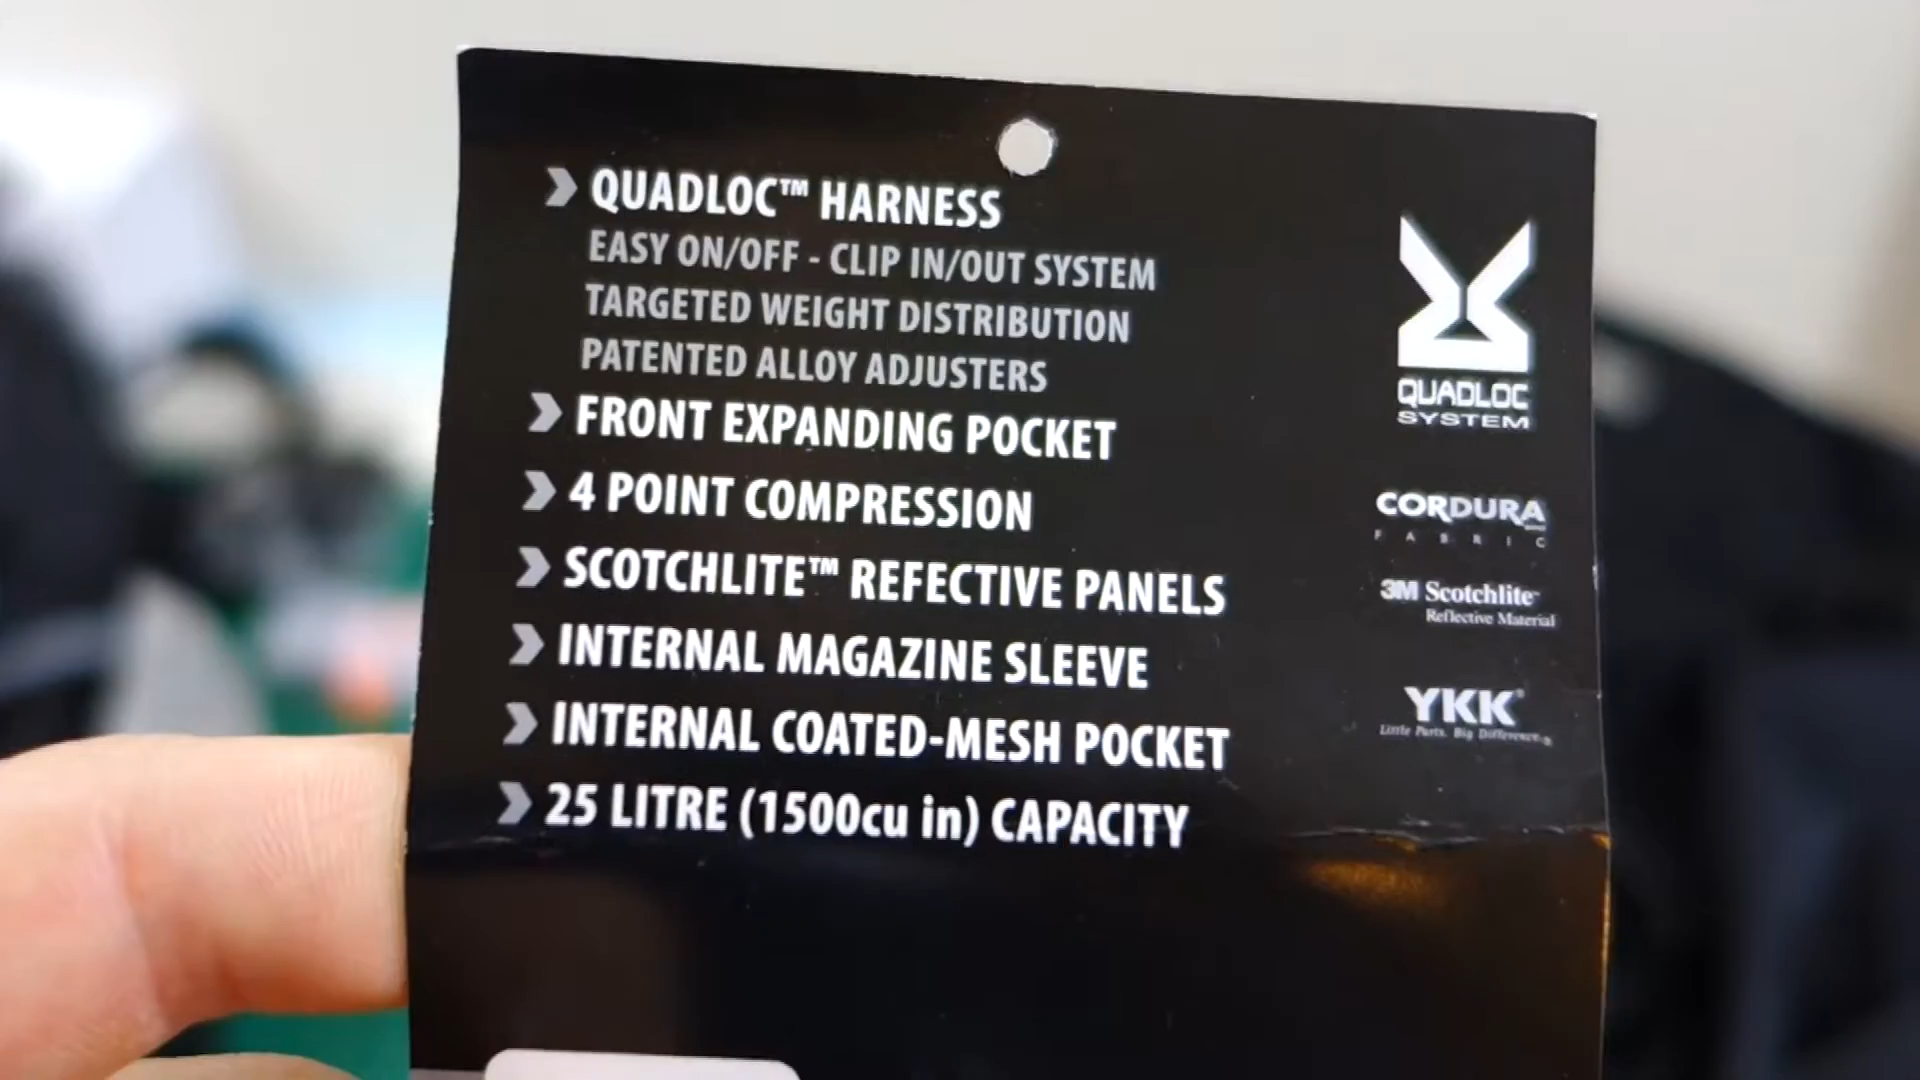 QUADLOC™ HARNESS
EASY ON/OFF - CLIP IN/OUT SYSTEM
TARGETED WEIGHT DISTRIBUTION
PATENTED ALLOY ADJUSTERS
FRONT EXPANDING POCKET
4 POINT COMPRESSION
SCOTCHLITE™ REFECTIVE PANELS
INTERNAL MAGAZINE SLEEVE
INTERNAL COATED-MESH POCKET
25 LITRE (1500cu in) CAPACITY
QUADLOC
SYSTEM
CORDURA
FABRIC
3M Scotchlite™
Reflective Material
YKK®
Little Parts. Big Difference.®